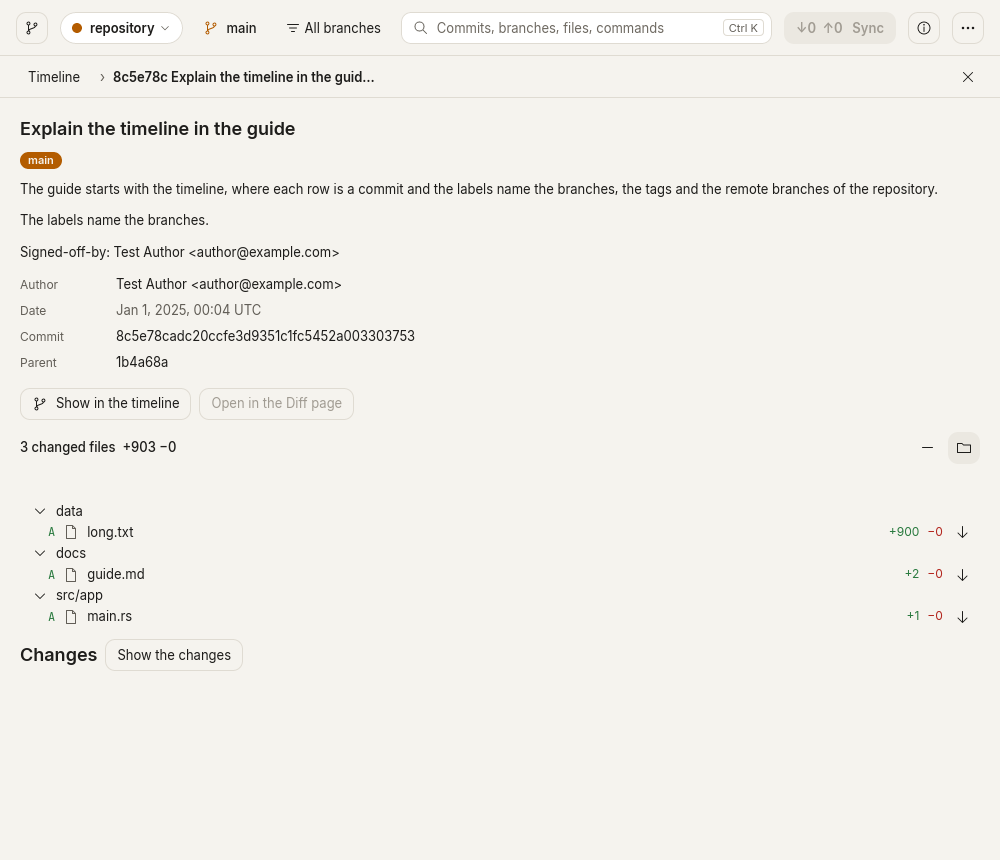 repository main All branches Commits, branches, files, commands Ctrl K ↓0 ↑0 Sync
Timeline › 8c5e78c Explain the timeline in the guid…
Explain the timeline in the guide
main
The guide starts with the timeline, where each row is a commit and the labels name the branches, the tags and the remote branches of the repository.
The labels name the branches.
Signed-off-by: Test Author <author@example.com>
Author Test Author <author@example.com>
Date Jan 1, 2025, 00:04 UTC
Commit 8c5e78cadc20ccfe3d9351c1fc5452a003303753
Parent 1b4a68a
Show in the timeline Open in the Diff page
3 changed files +903 −0
data
A long.txt +900 −0
docs
A guide.md +2 −0
src/app
A main.rs +1 −0
Changes Show the changes